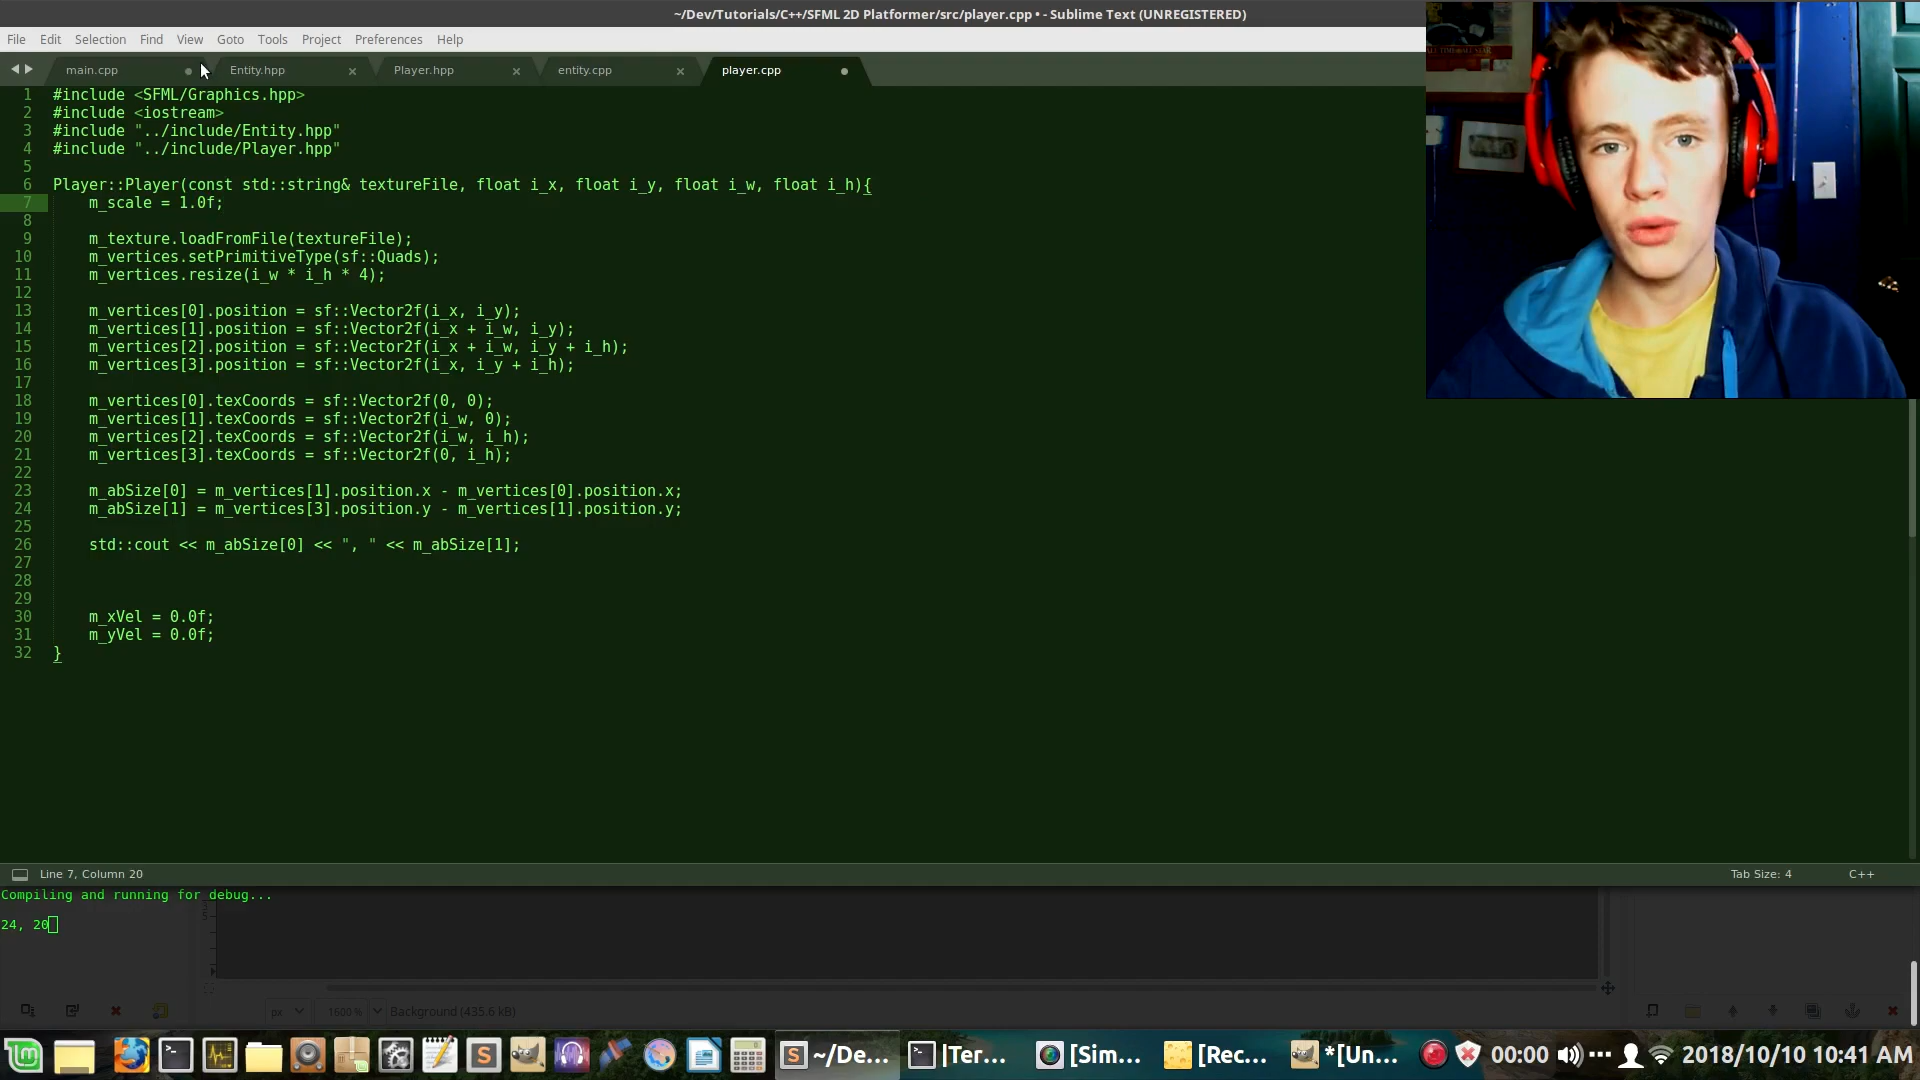 ~/Dev/Tutorials/C++/SFML 2D Platformer/src/player.cpp • - Sublime Text (UNREGISTERED)
File Edit Selection Find View Goto Tools Project Preferences Help
main.cpp Entity.hpp Player.hpp entity.cpp player.cpp
1 #include <SFML/Graphics.hpp>
2 #include <iostream>
3 #include "../include/Entity.hpp"
4 #include "../include/Player.hpp"
5
6 Player::Player(const std::string& textureFile, float i_x, float i_y, float i_w, float i_h){
7 m_scale = 1.0f;
8
9 m_texture.loadFromFile(textureFile);
10 m_vertices.setPrimitiveType(sf::Quads);
11 m_vertices.resize(i_w * i_h * 4);
12
13 m_vertices[0].position = sf::Vector2f(i_x, i_y);
14 m_vertices[1].position = sf::Vector2f(i_x + i_w, i_y);
15 m_vertices[2].position = sf::Vector2f(i_x + i_w, i_y + i_h);
16 m_vertices[3].position = sf::Vector2f(i_x, i_y + i_h);
17
18 m_vertices[0].texCoords = sf::Vector2f(0, 0);
19 m_vertices[1].texCoords = sf::Vector2f(i_w, 0);
20 m_vertices[2].texCoords = sf::Vector2f(i_w, i_h);
21 m_vertices[3].texCoords = sf::Vector2f(0, i_h);
22
23 m_abSize[0] = m_vertices[1].position.x - m_vertices[0].position.x;
24 m_abSize[1] = m_vertices[3].position.y - m_vertices[1].position.y;
25
26 std::cout << m_abSize[0] << ", " << m_abSize[1];
27
28
29
30 m_xVel = 0.0f;
31 m_yVel = 0.0f;
32 }
Line 7, Column 20 Tab Size: 4 C++
Compiling and running for debug...
24, 20
px 1600 % Background (435.6 kB)
~/De... |Ter... [Sim... [Rec... *[Un... 00:00 2018/10/10 10:41 AM